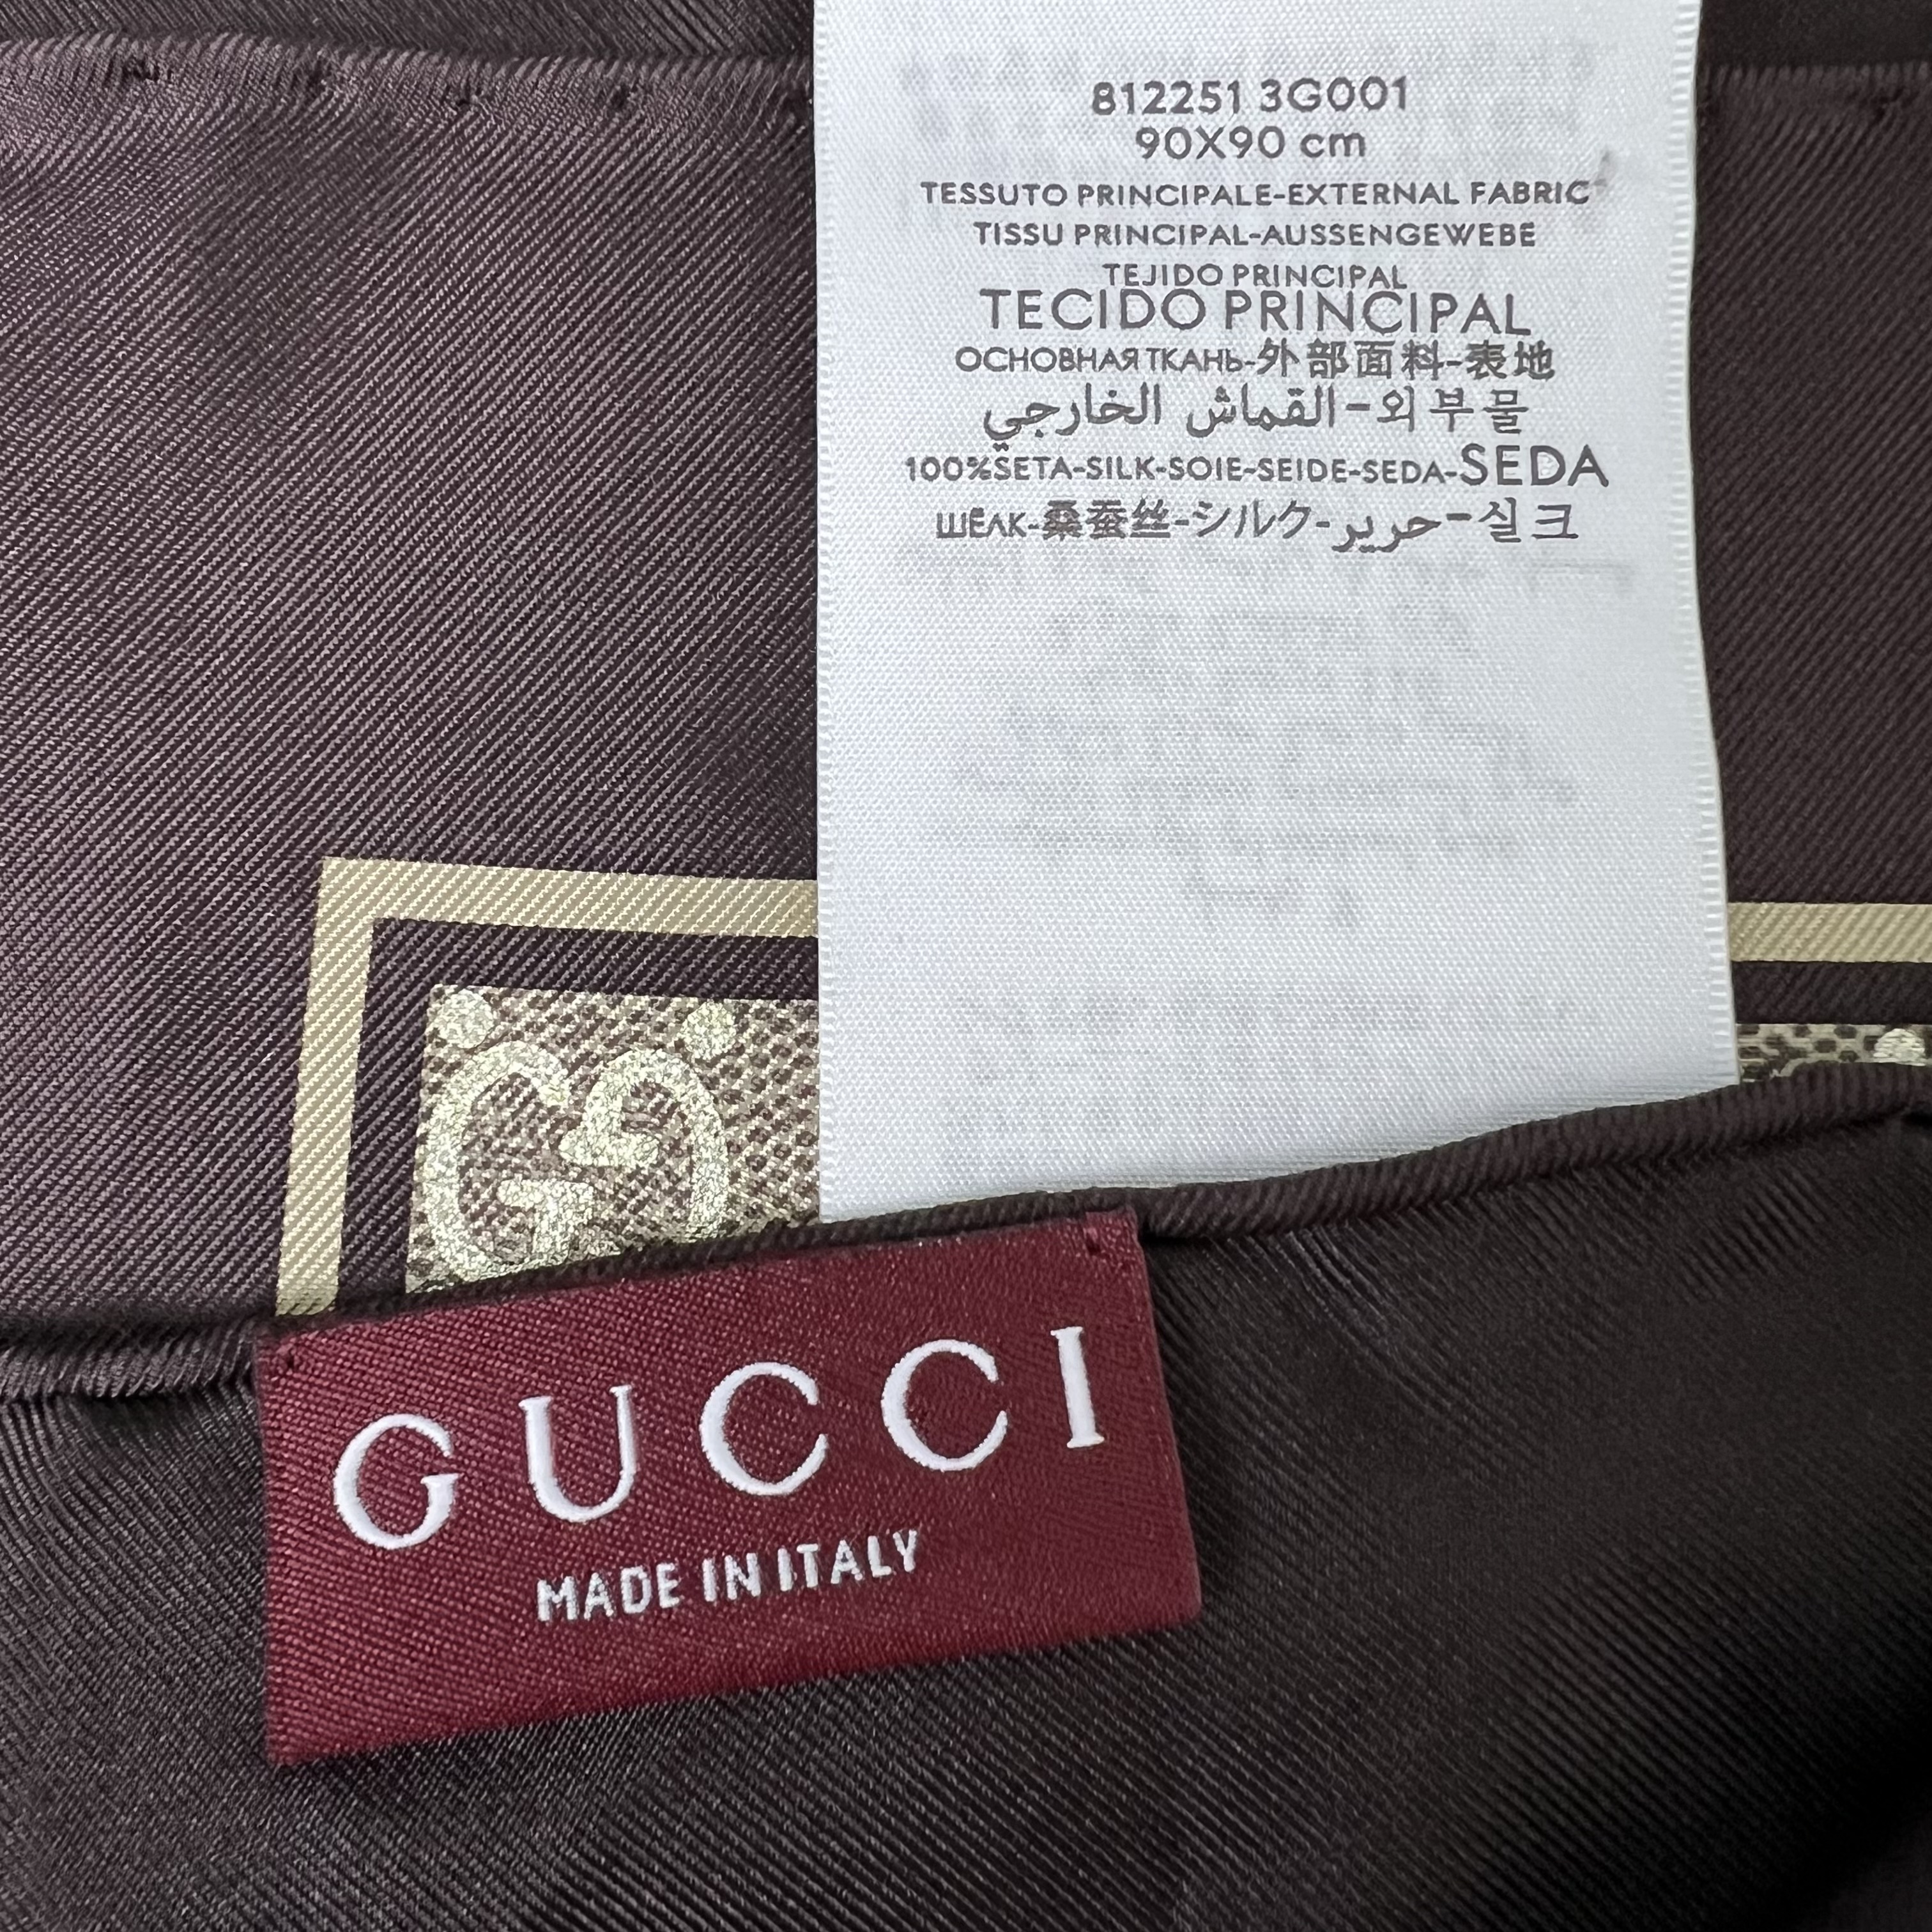 812251 3G001
90X90 cm
TESSUTO PRINCIPALE-EXTERNAL FABRIC
TISSU PRINCIPAL-AUSSENGEWEBE
TEJIDO PRINCIPAL
TECIDO PRINCIPAL
ОСНОВНАЯ ТКАНЬ-外部面料-表地
القماش الخارجي-외부물
100%SETA-SILK-SOIE-SEIDE-SEDA-SEDA
ШЁЛК-桑蚕丝-シルク-حرير-실크
GUCCI
MADE IN ITALY